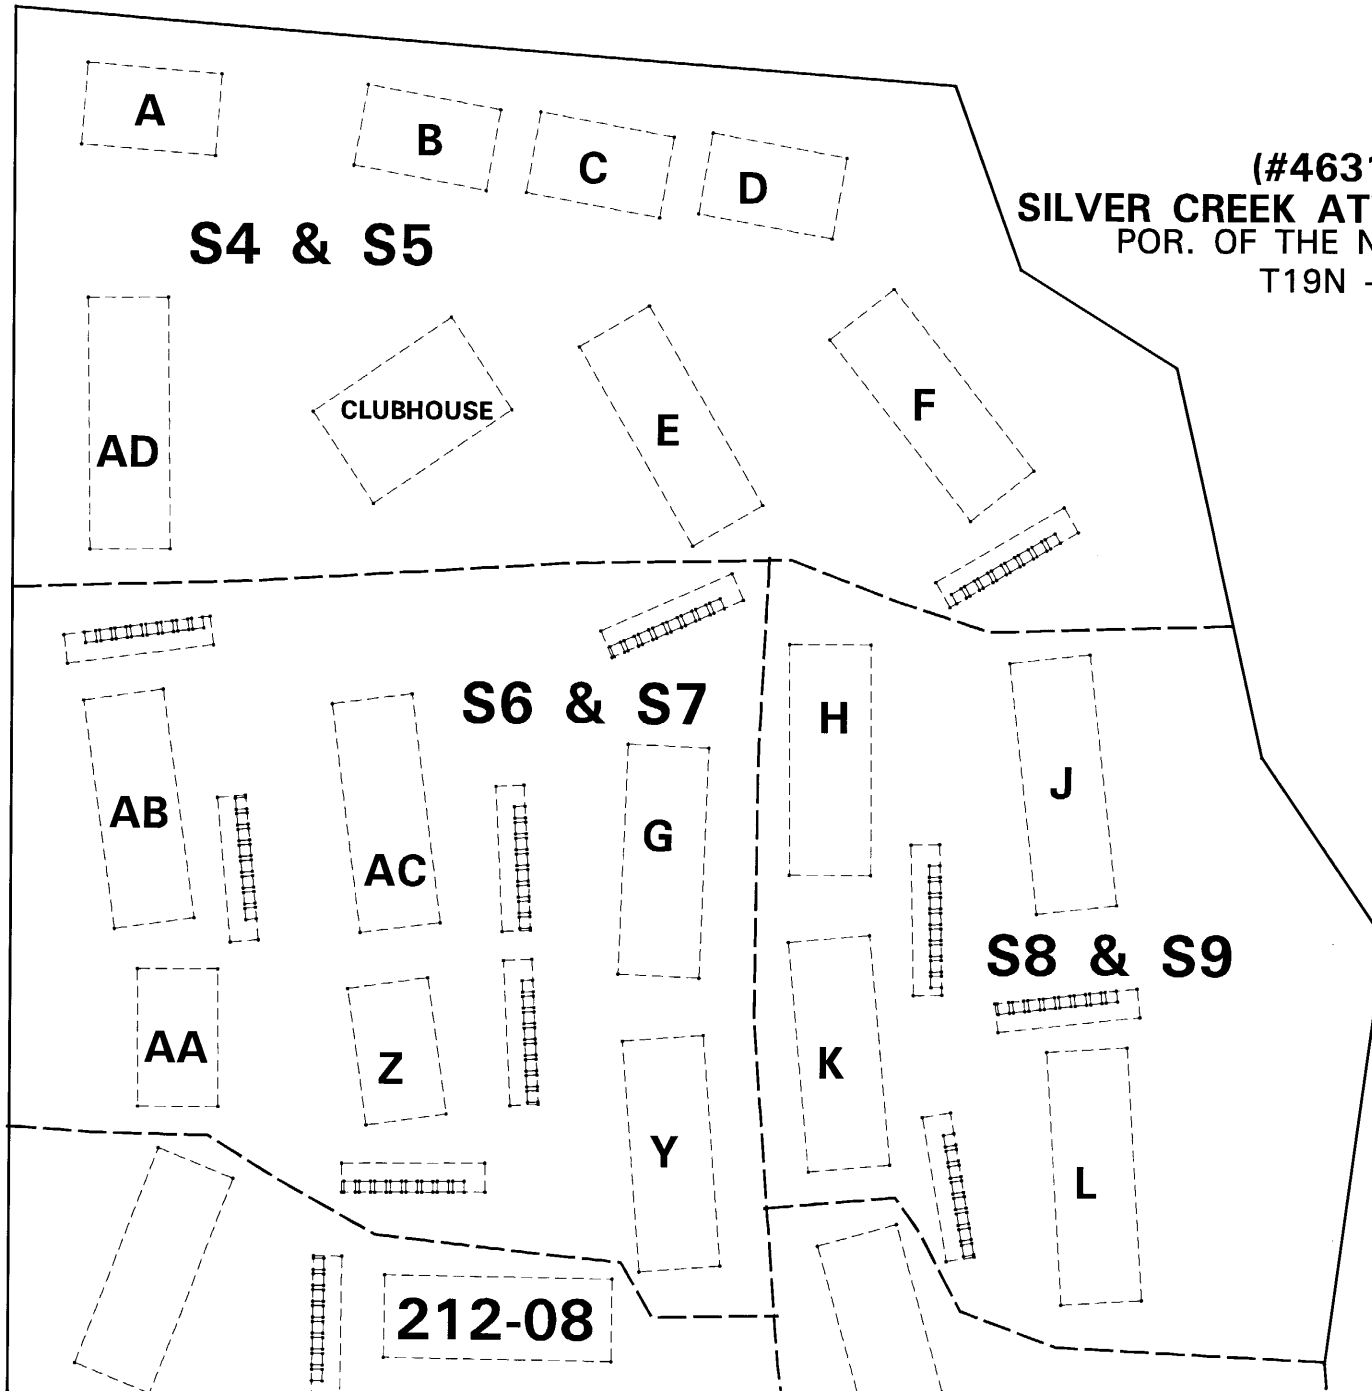 A
B
C
D
(#463
SILVER CREEK AT
S4 & S5
POR. OF THE
T19N -
AD
CLUBHOUSE
E
F
S6 & S7
H
J
AB
AC
G
S8 & S9
AA
Z
K
Y
L
212-08